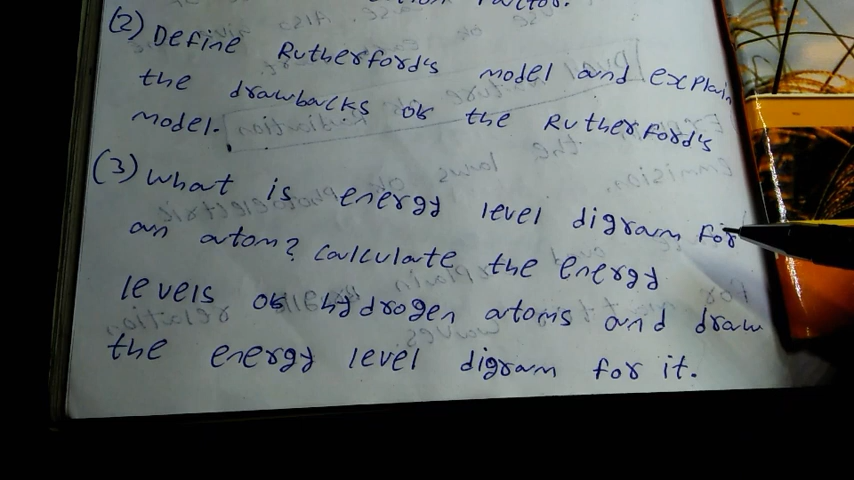 (2) Define Rutherford's model and explain
the drawbacks of the Rutherford's
model.
(3) What is energy level digram for
an atom? Calculate the energy
levels of hydrogen atoms and draw
the energy level digram for it.